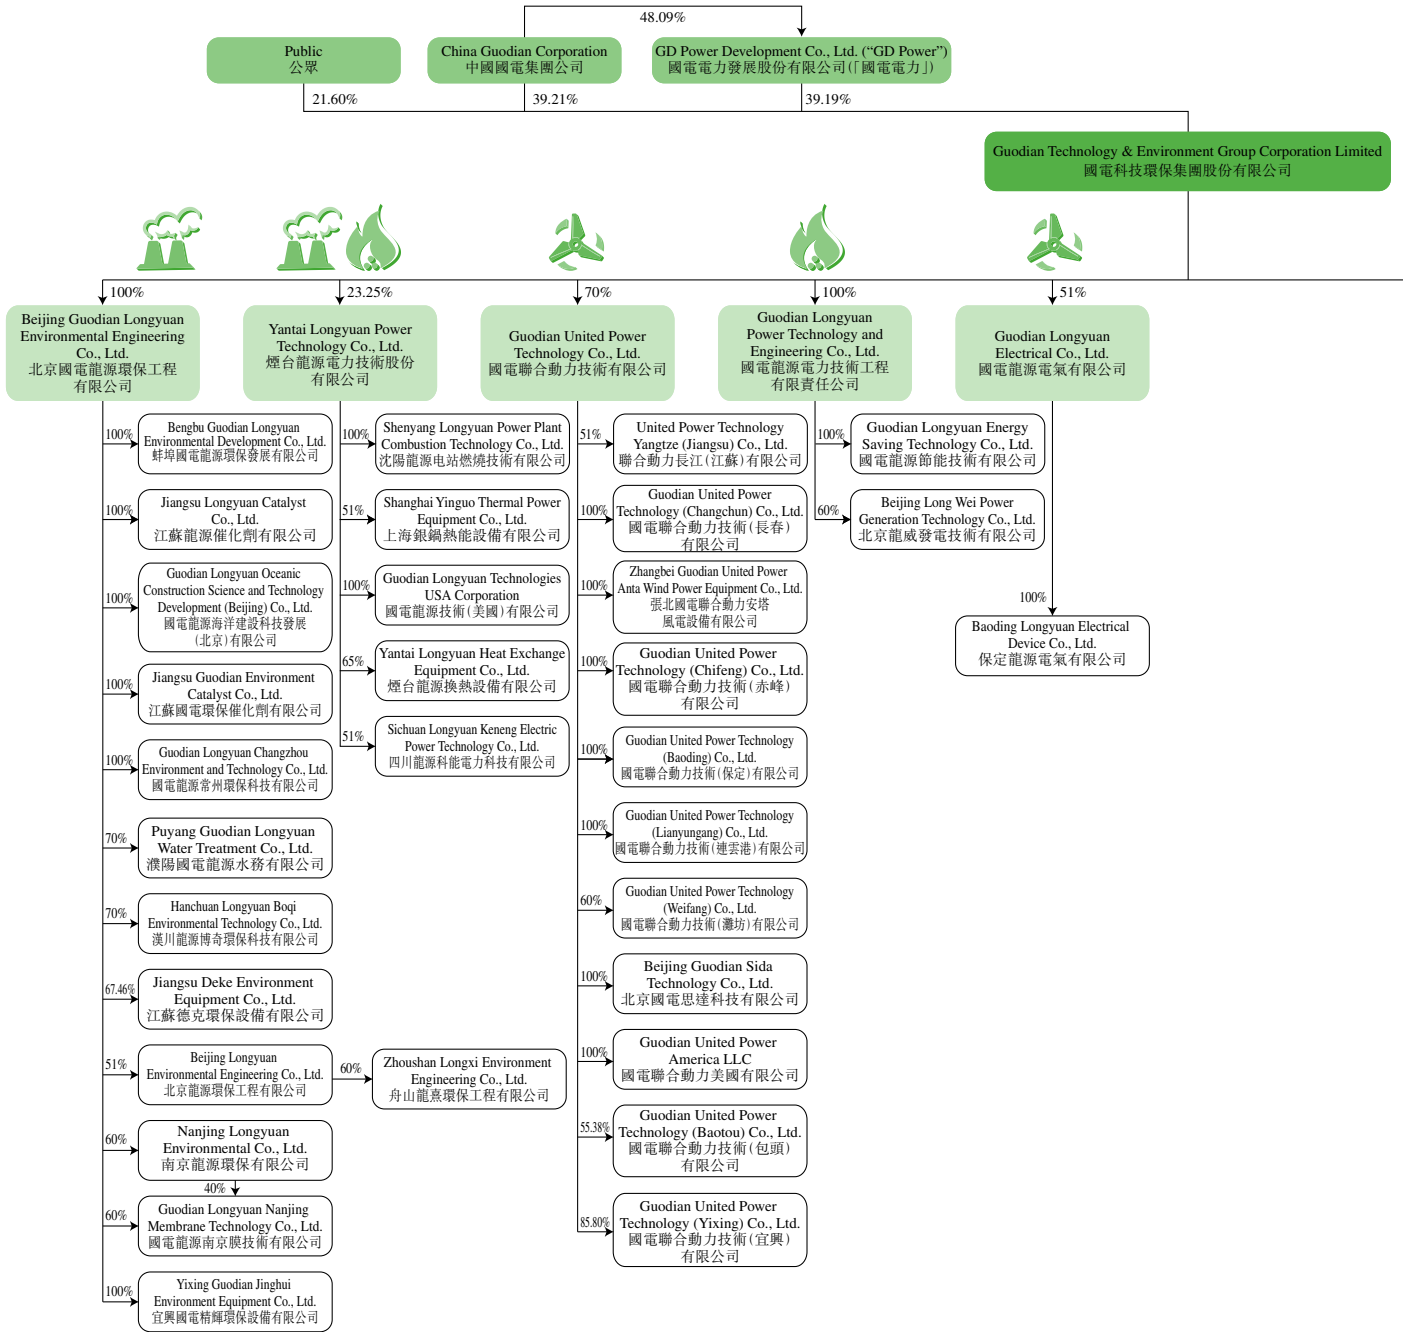 48.09%
Public
公眾
China Guodian Corporation
中國國電集團公司
GD Power Development Co., Ltd. (“GD Power”)
國電電力發展股份有限公司(「國電電力」)
21.60%
39.21%
39.19%
Guodian Technology & Environment Group Corporation Limited
國電科技環保集團股份有限公司
100%
23.25%
70%
100%
51%
Beijing Guodian Longyuan
Environmental Engineering
Co., Ltd.
北京國電龍源環保工程
有限公司
Yantai Longyuan Power
Technology Co., Ltd.
煙台龍源電力技術股份
有限公司
Guodian United Power
Technology Co., Ltd.
國電聯合動力技術有限公司
Guodian Longyuan
Power Technology and
Engineering Co., Ltd.
國電龍源電力技術工程
有限責任公司
Guodian Longyuan
Electrical Co., Ltd.
國電龍源電氣有限公司
100%
Bengbu Guodian Longyuan
Environmental Development Co., Ltd.
蚌埠國電龍源環保發展有限公司
100%
Jiangsu Longyuan Catalyst
Co., Ltd.
江蘇龍源催化劑有限公司
100%
Guodian Longyuan Oceanic
Construction Science and Technology
Development (Beijing) Co., Ltd.
國電龍源海洋建設科技發展
(北京)有限公司
100%
Jiangsu Guodian Environment
Catalyst Co., Ltd.
江蘇國電環保催化劑有限公司
100%
Guodian Longyuan Changzhou
Environment and Technology Co., Ltd.
國電龍源常州環保科技有限公司
70%
Puyang Guodian Longyuan
Water Treatment Co., Ltd.
濮陽國電龍源水務有限公司
70%
Hanchuan Longyuan Boqi
Environmental Technology Co., Ltd.
漢川龍源博奇環保科技有限公司
67.46%
Jiangsu Deke Environment
Equipment Co., Ltd.
江蘇德克環保設備有限公司
51%
Beijing Longyuan
Environmental Engineering Co., Ltd.
北京龍源環保工程有限公司
60%
Zhoushan Longxi Environment
Engineering Co., Ltd.
舟山龍熹環保工程有限公司
60%
Nanjing Longyuan
Environmental Co., Ltd.
南京龍源環保有限公司
40%
60%
Guodian Longyuan Nanjing
Membrane Technology Co., Ltd.
國電龍源南京膜技術有限公司
100%
Yixing Guodian Jinghui
Environment Equipment Co., Ltd.
宜興國電精輝環保設備有限公司
100%
Shenyang Longyuan Power Plant
Combustion Technology Co., Ltd.
沈陽龍源电站燃燒技術有限公司
51%
Shanghai Yinguo Thermal Power
Equipment Co., Ltd.
上海銀鍋熱能設備有限公司
100%
Guodian Longyuan Technologies
USA Corporation
國電龍源技術(美國)有限公司
65%
Yantai Longyuan Heat Exchange
Equipment Co., Ltd.
煙台龍源換熱設備有限公司
51%
Sichuan Longyuan Keneng Electric
Power Technology Co., Ltd.
四川龍源科能電力科技有限公司
51%
United Power Technology
Yangtze (Jiangsu) Co., Ltd.
聯合動力長江(江蘇)有限公司
100%
Guodian United Power
Technology (Changchun) Co., Ltd.
國電聯合動力技術(長春)
有限公司
100%
Zhangbei Guodian United Power
Anta Wind Power Equipment Co., Ltd.
張北國電聯合動力安塔
風電設備有限公司
100%
Guodian United Power
Technology (Chifeng) Co., Ltd.
國電聯合動力技術(赤峰)
有限公司
100%
Guodian United Power Technology
(Baoding) Co., Ltd.
國電聯合動力技術(保定)有限公司
100%
Guodian United Power Technology
(Lianyungang) Co., Ltd.
國電聯合動力技術(連雲港)有限公司
60%
Guodian United Power Technology
(Weifang) Co., Ltd.
國電聯合動力技術(濰坊)有限公司
100%
Beijing Guodian Sida
Technology Co., Ltd.
北京國電思達科技有限公司
100%
Guodian United Power
America LLC
國電聯合動力美國有限公司
55.38%
Guodian United Power
Technology (Baotou) Co., Ltd.
國電聯合動力技術(包頭)
有限公司
85.80%
Guodian United Power
Technology (Yixing) Co., Ltd.
國電聯合動力技術(宜興)
有限公司
100%
Guodian Longyuan Energy
Saving Technology Co., Ltd.
國電龍源節能技術有限公司
60%
Beijing Long Wei Power
Generation Technology Co., Ltd.
北京龍威發電技術有限公司
100%
Baoding Longyuan Electrical
Device Co., Ltd.
保定龍源電氣有限公司